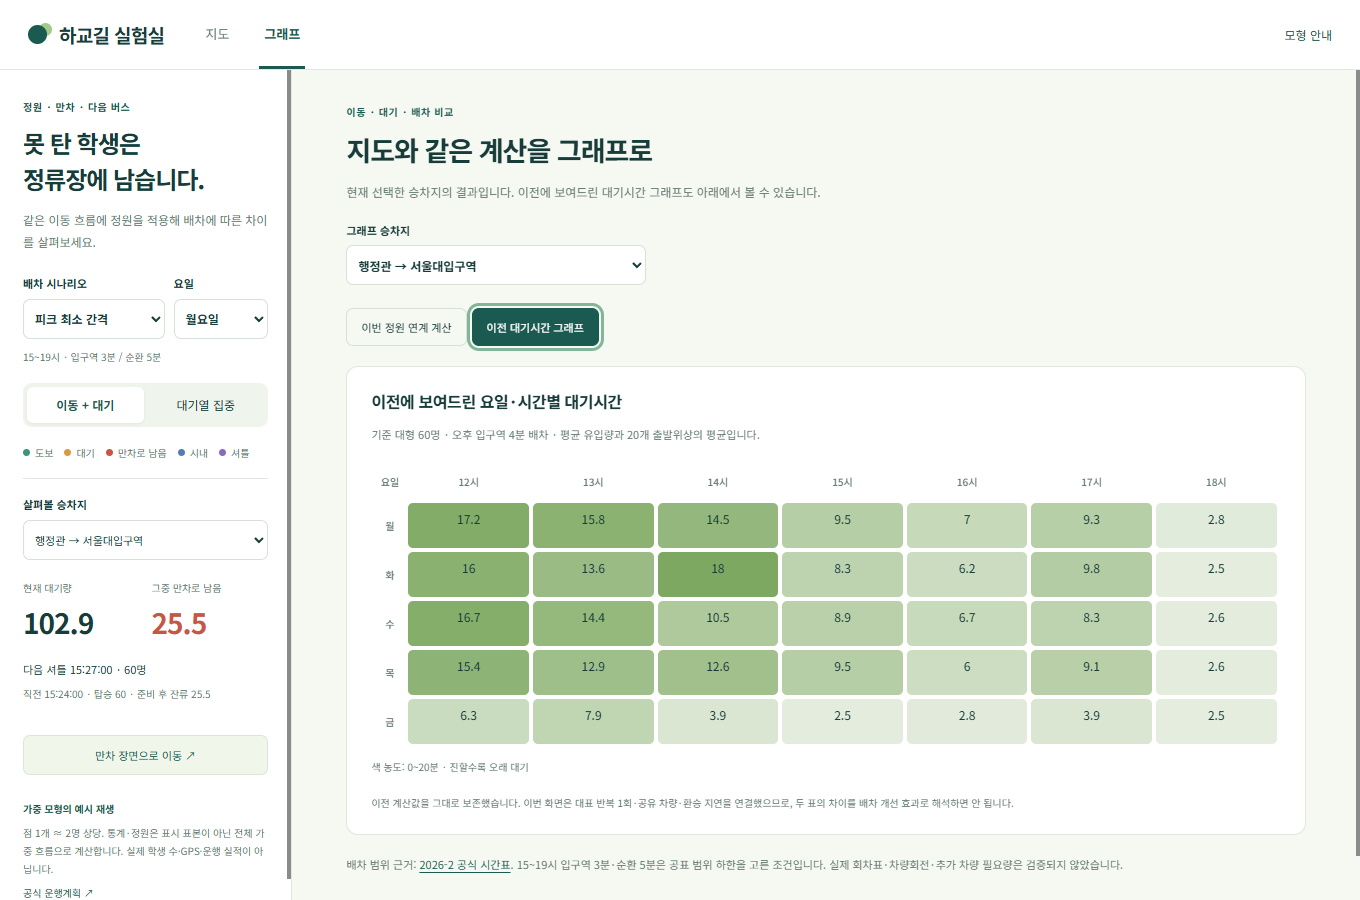 하교길 실험실
지도
그래프
모형 안내
정원 · 만차 · 다음 버스
못 탄 학생은
정류장에 남습니다.
같은 이동 흐름에 정원을 적용해 배차에 따른 차이
를 살펴보세요.
배차 시나리오
요일
피크 최소 간격
월요일
15~19시 · 입구역 3분 / 순환 5분
이동 + 대기
대기열 집중
도보 대기 만차로 남음 시내 셔틀
살펴볼 승차지
행정관 → 서울대입구역
현재 대기량
그중 만차로 남음
102.9
25.5
다음 셔틀 15:27:00 · 60명
직전 15:24:00 · 탑승 60 · 준비 후 잔류 25.5
만차 장면으로 이동 ↗
가중 모형의 예시 재생
점 1개 ≈ 2명 상당. 통계·정원은 표시 표본이 아닌 전체 가
중 흐름으로 계산합니다. 실제 학생 수·GPS·운행 실적이 아
닙니다.
공식 운행계획 ↗
이동 · 대기 · 배차 비교
지도와 같은 계산을 그래프로
현재 선택한 승차지의 결과입니다. 이전에 보여드린 대기시간 그래프도 아래에서 볼 수 있습니다.
그래프 승차지
행정관 → 서울대입구역
이번 정원 연계 계산
이전 대기시간 그래프
이전에 보여드린 요일·시간별 대기시간
기준 대형 60명 · 오후 입구역 4분 배차 · 평균 유입량과 20개 출발위상의 평균입니다.
요일 12시 13시 14시 15시 16시 17시 18시
월 17.2 15.8 14.5 9.5 7 9.3 2.8
화 16 13.6 18 8.3 6.2 9.8 2.5
수 16.7 14.4 10.5 8.9 6.7 8.3 2.6
목 15.4 12.9 12.6 9.5 6 9.1 2.6
금 6.3 7.9 3.9 2.5 2.8 3.9 2.5
색 농도: 0~20분 · 진할수록 오래 대기
이전 계산값을 그대로 보존했습니다. 이번 화면은 대표 반복 1회·공유 차량·환승 지연을 연결했으므로, 두 표의 차이를 배차 개선 효과로 해석하면 안 됩니다.
배차 범위 근거: 2026-2 공식 시간표. 15~19시 입구역 3분·순환 5분은 공표 범위 하한을 고른 조건입니다. 실제 회차표·차량회전·추가 차량 필요량은 검증되지 않았습니다.